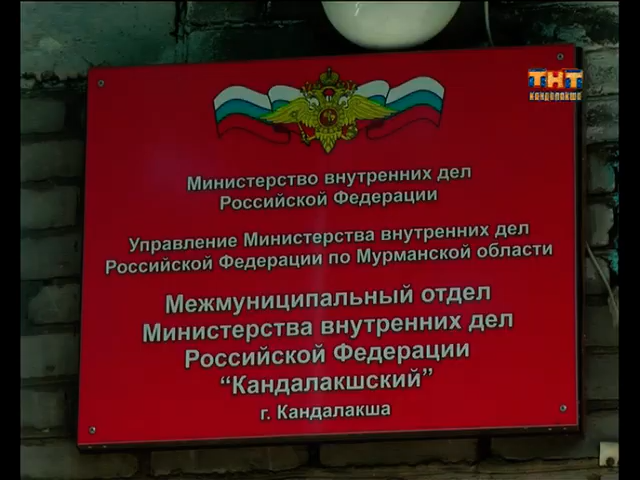 ТНТ
КАНДАЛАКША
Министерство внутренних дел
Российской Федерации
Управление Министерства внутренних дел
Российской Федерации по Мурманской области
Межмуниципальный отдел
Министерства внутренних дел
Российской Федерации
“Кандалакшский”
г. Кандалакша